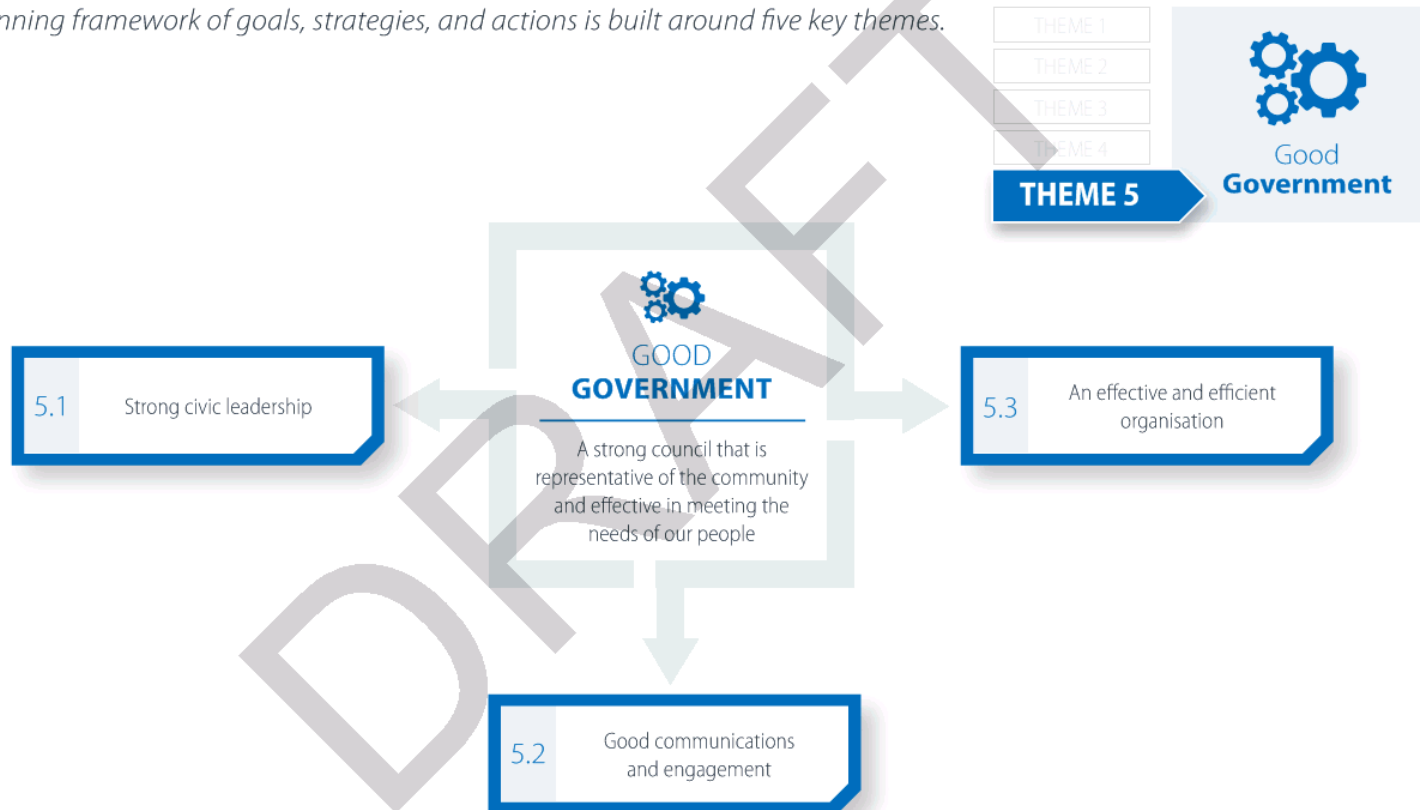 nning framework of goals, strategies, and actions is built around five key themes.
THEME 1
THEME 2
THEME 3
THEME 4
THEME 5
Good
Government
GOOD
GOVERNMENT
A strong council that is
representative of the community
and effective in meeting the
needs of our people
5.1
Strong civic leadership
5.3
An effective and efficient
organisation
5.2
Good communications
and engagement
DRAFT